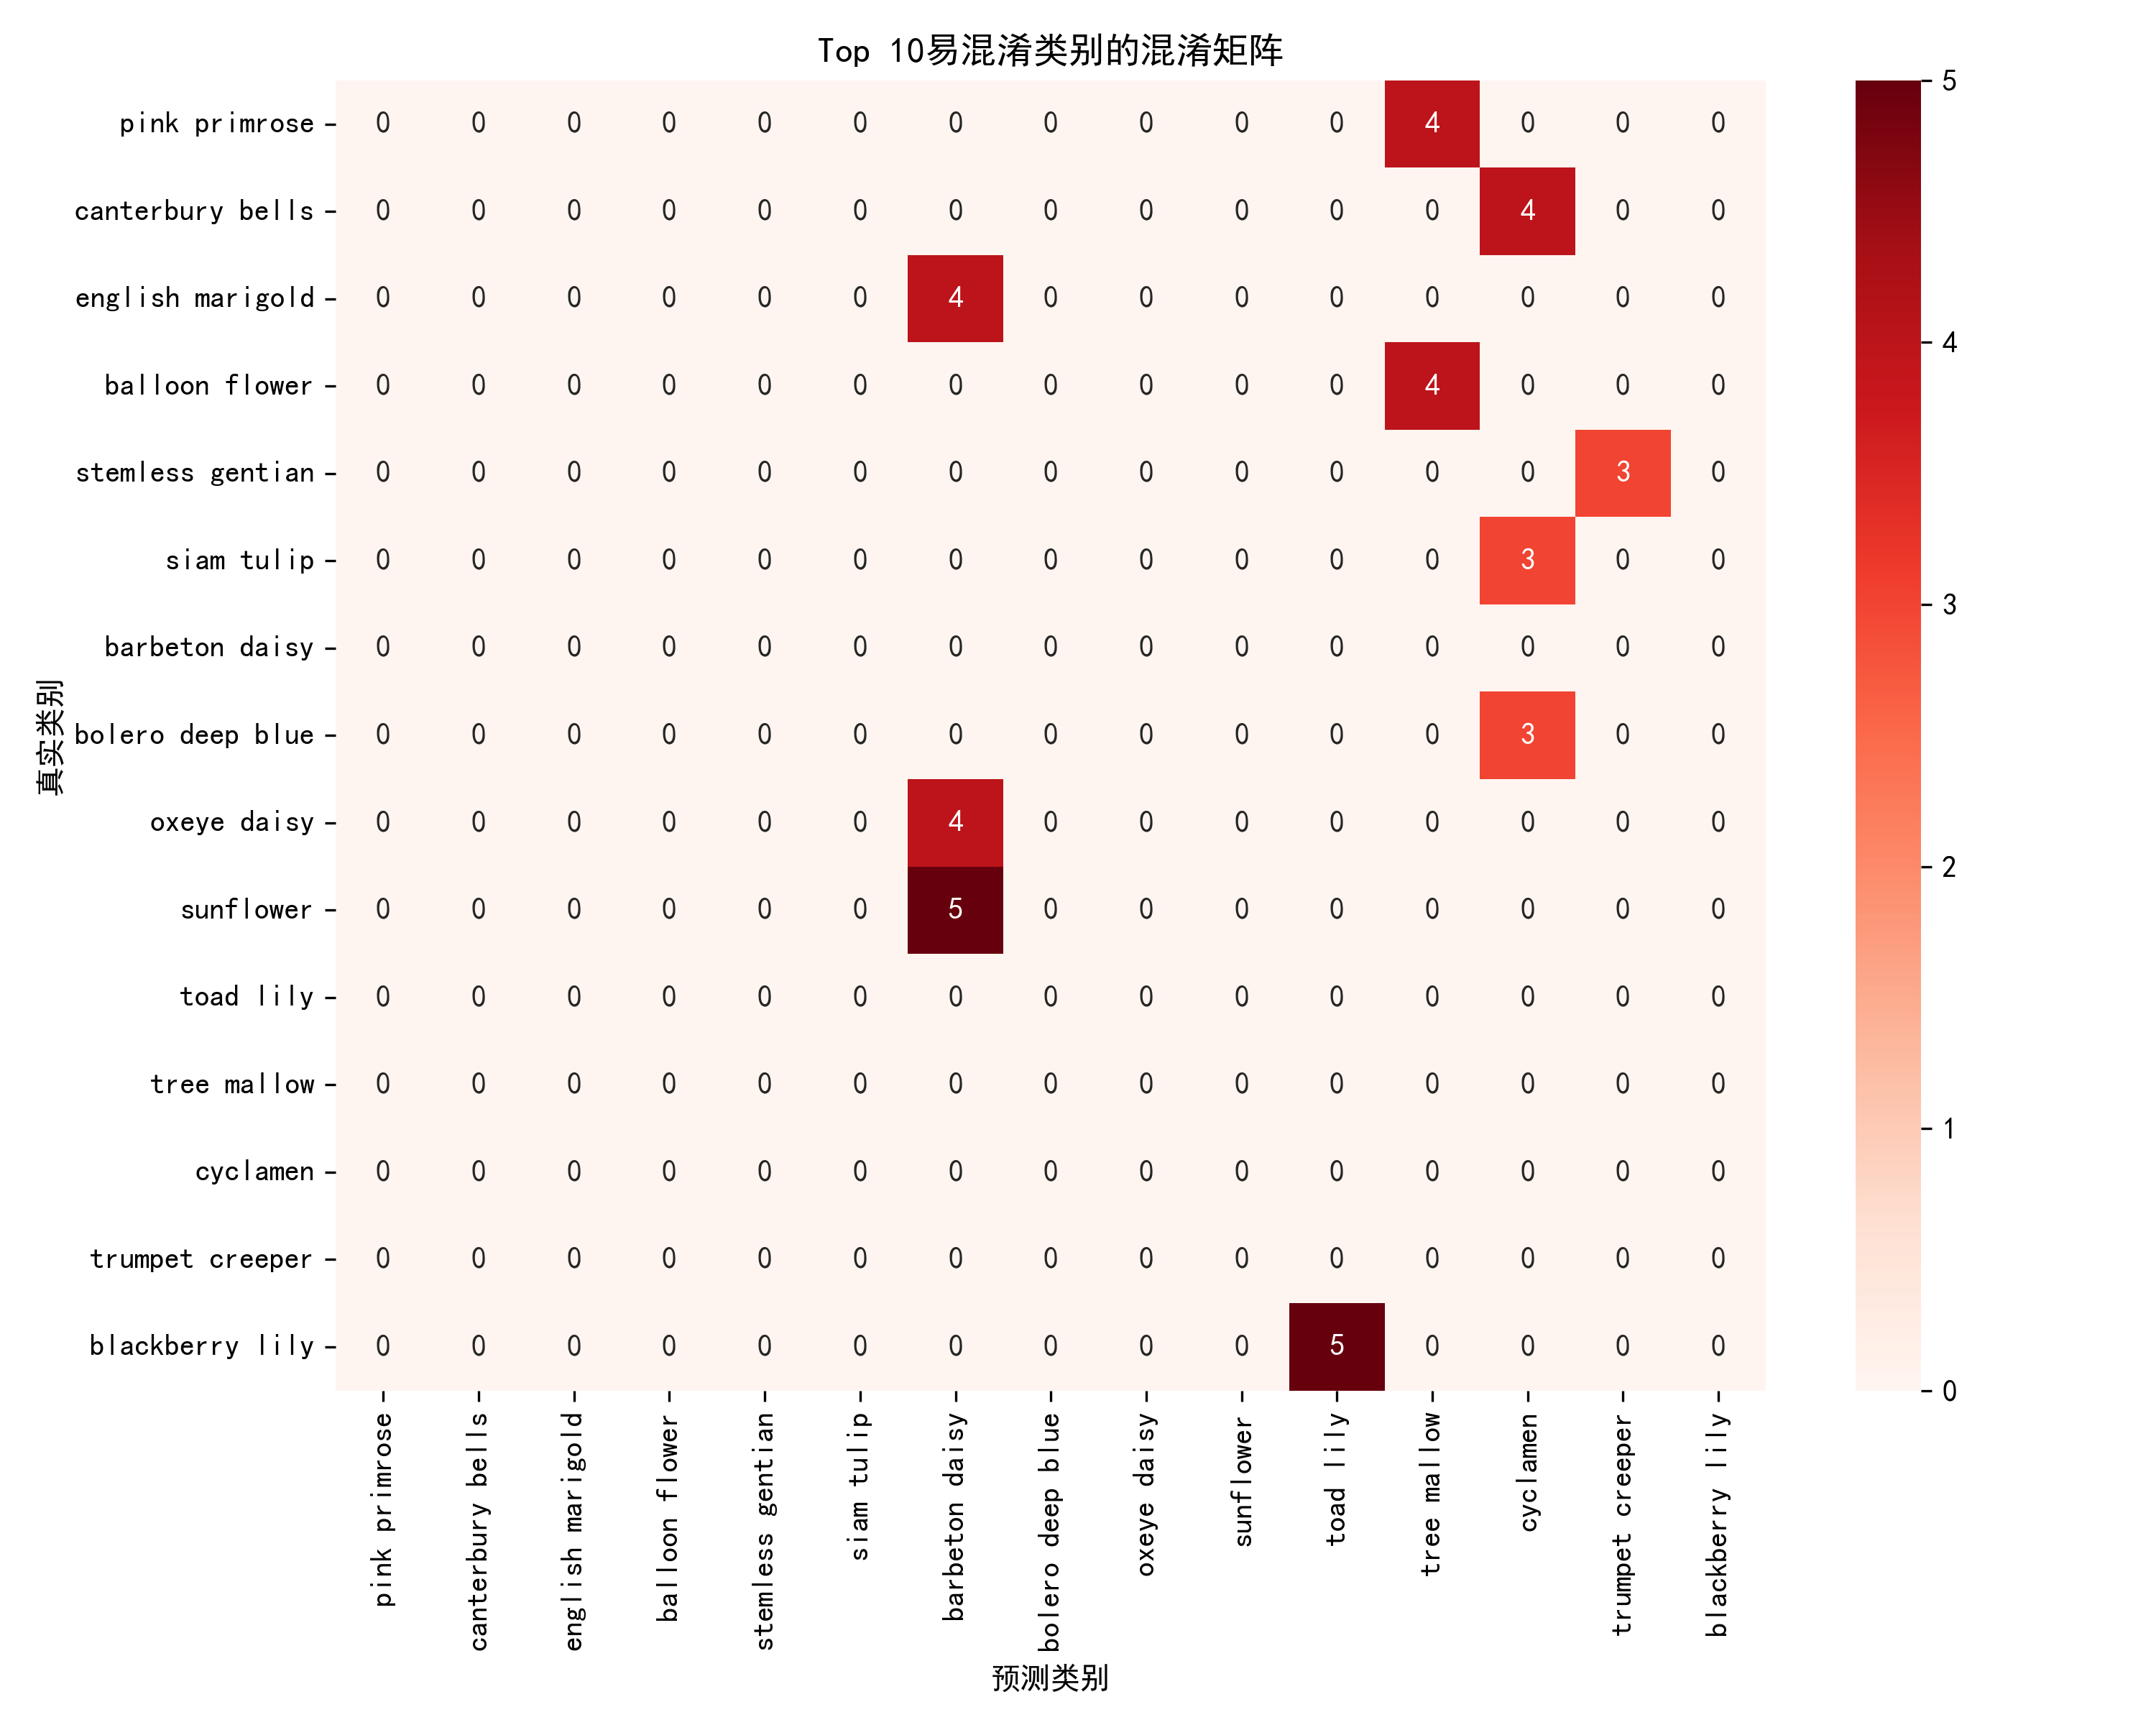 Top 10易混淆类别的混淆矩阵
真实类别
pink primrose 0 0 0 0 0 0 0 0 0 0 0 4 0 0 0
canterbury bells 0 0 0 0 0 0 0 0 0 0 0 0 4 0 0
english marigold 0 0 0 0 0 0 4 0 0 0 0 0 0 0 0
balloon flower 0 0 0 0 0 0 0 0 0 0 0 4 0 0 0
stemless gentian 0 0 0 0 0 0 0 0 0 0 0 0 0 3 0
siam tulip 0 0 0 0 0 0 0 0 0 0 0 0 3 0 0
barbeton daisy 0 0 0 0 0 0 0 0 0 0 0 0 0 0 0
bolero deep blue 0 0 0 0 0 0 0 0 0 0 0 0 3 0 0
oxeye daisy 0 0 0 0 0 0 4 0 0 0 0 0 0 0 0
sunflower 0 0 0 0 0 0 5 0 0 0 0 0 0 0 0
toad lily 0 0 0 0 0 0 0 0 0 0 0 0 0 0 0
tree mallow 0 0 0 0 0 0 0 0 0 0 0 0 0 0 0
cyclamen 0 0 0 0 0 0 0 0 0 0 0 0 0 0 0
trumpet creeper 0 0 0 0 0 0 0 0 0 0 0 0 0 0 0
blackberry lily 0 0 0 0 0 0 0 0 0 0 5 0 0 0 0
pink primrose
canterbury bells
english marigold
balloon flower
stemless gentian
siam tulip
barbeton daisy
bolero deep blue
oxeye daisy
sunflower
toad lily
tree mallow
cyclamen
trumpet creeper
blackberry lily
预测类别
5
4
3
2
1
0